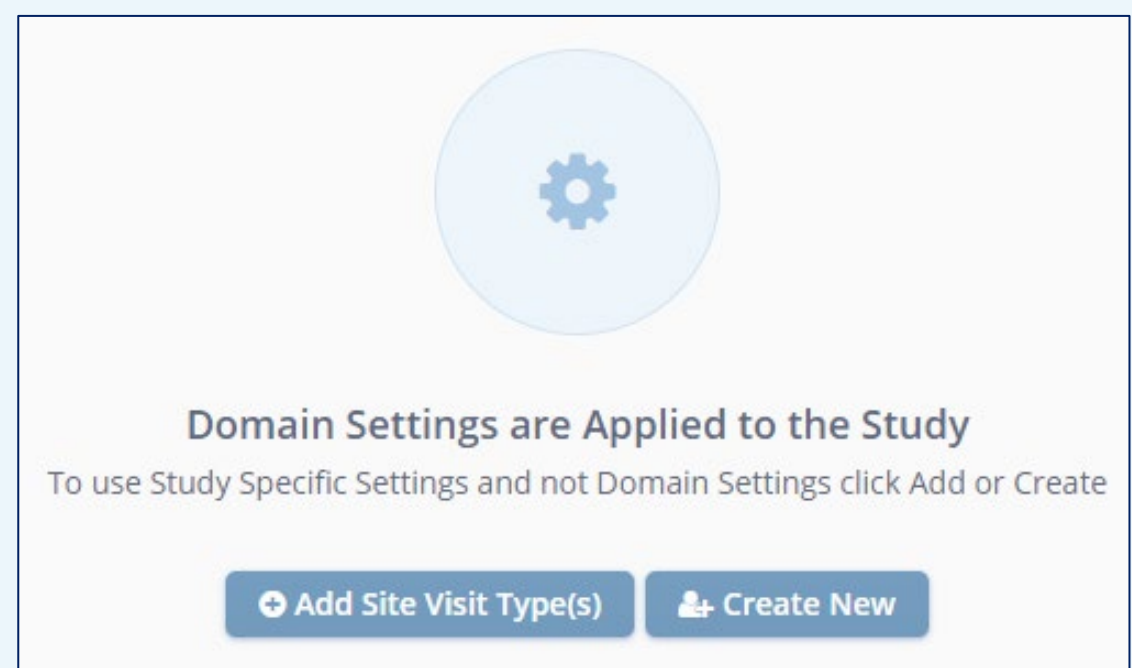 Domain Settings are Applied to the Study
To use Study Specific Settings and not Domain Settings click Add or Create
Add Site Visit Type(s) Create New